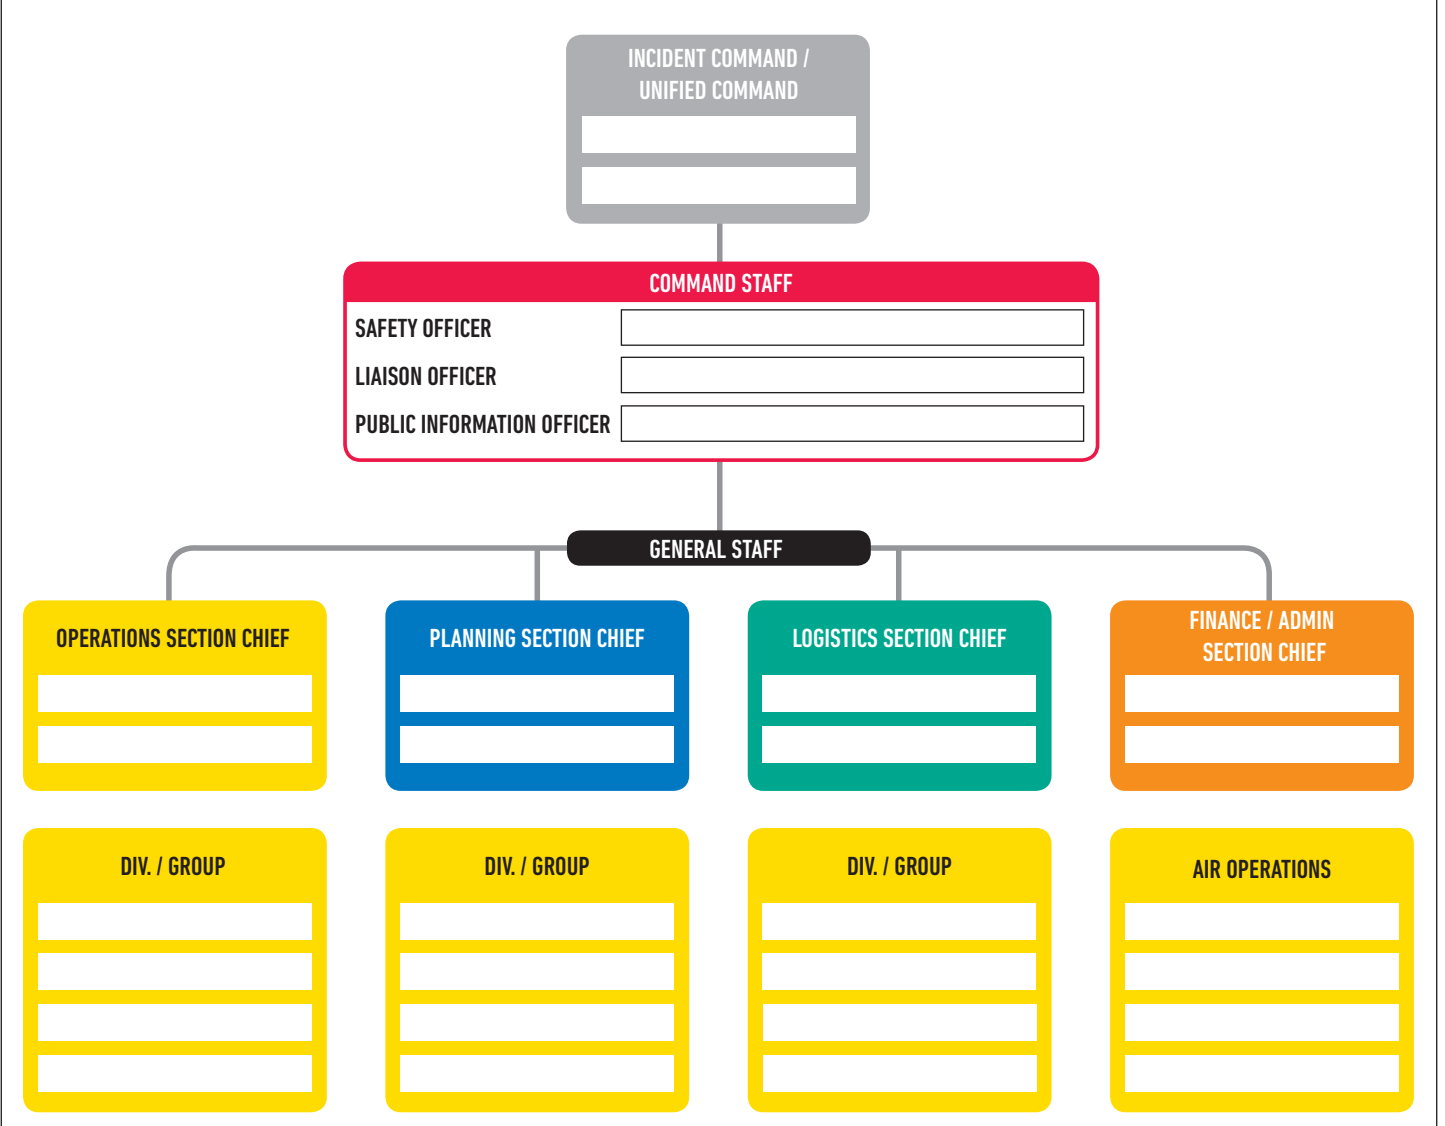 INCIDENT COMMAND /
UNIFIED COMMAND
COMMAND STAFF
SAFETY OFFICER
LIAISON OFFICER
PUBLIC INFORMATION OFFICER
GENERAL STAFF
OPERATIONS SECTION CHIEF
PLANNING SECTION CHIEF
LOGISTICS SECTION CHIEF
FINANCE / ADMIN
SECTION CHIEF
DIV. / GROUP
DIV. / GROUP
DIV. / GROUP
AIR OPERATIONS